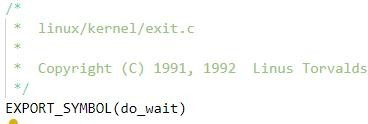 /*
 *  linux/kernel/exit.c
 *
 *  Copyright (C) 1991, 1992  Linus Torvalds
 */
EXPORT_SYMBOL(do_wait)